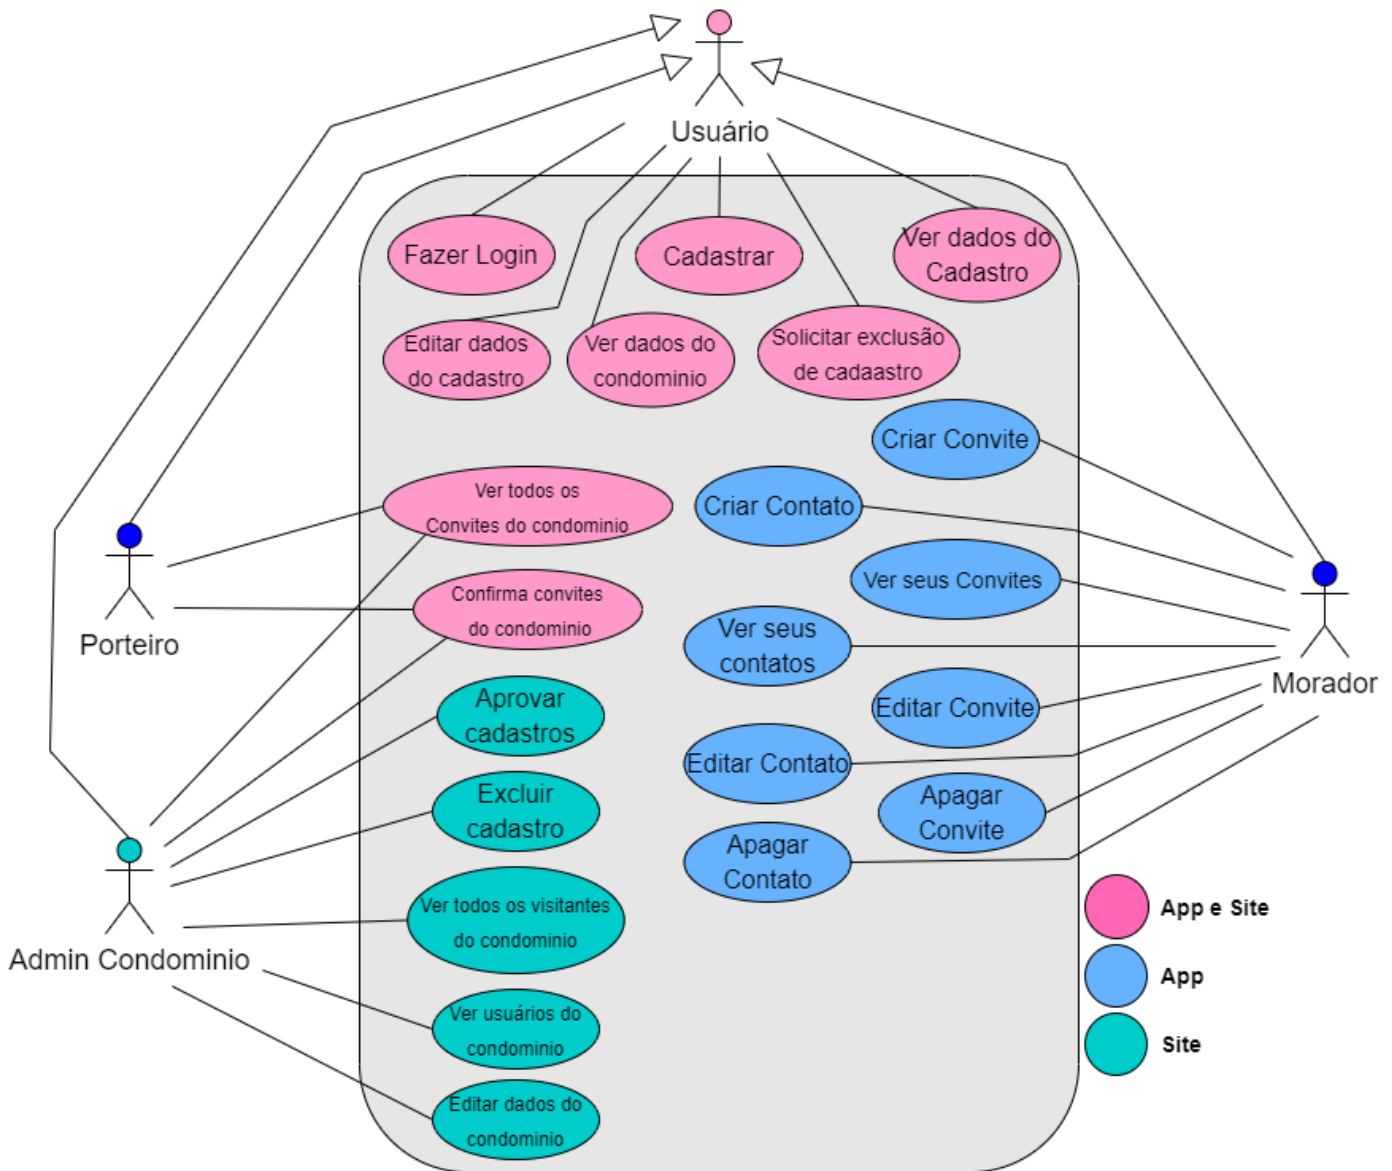 Usuário
Fazer Login
Cadastrar
Ver dados do
Cadastro
Editar dados
do cadastro
Ver dados do
condominio
Solicitar exclusão
de cadaastro
Criar Convite
Ver todos os
Convites do condominio
Criar Contato
Porteiro
Confirma convites
do condominio
Ver seus Convites
Ver seus
contatos
Morador
Aprovar
cadastros
Editar Convite
Editar Contato
Excluir
cadastro
Apagar
Convite
Apagar
Contato
Admin Condominio
Ver todos os visitantes
do condominio
App e Site
App
Site
Ver usuários do
condominio
Editar dados do
condominio